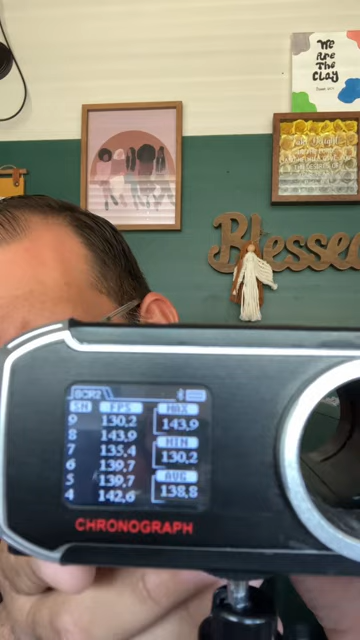 We
Are
The
Clay
Blessed
SCR2
SN FPS MAX
9 130,2 143,9
8 143,9 MIN
7 135,4 130,2
6 139,7 AVG
5 139,7 138,8
4 142,6
CHRONOGRAPH